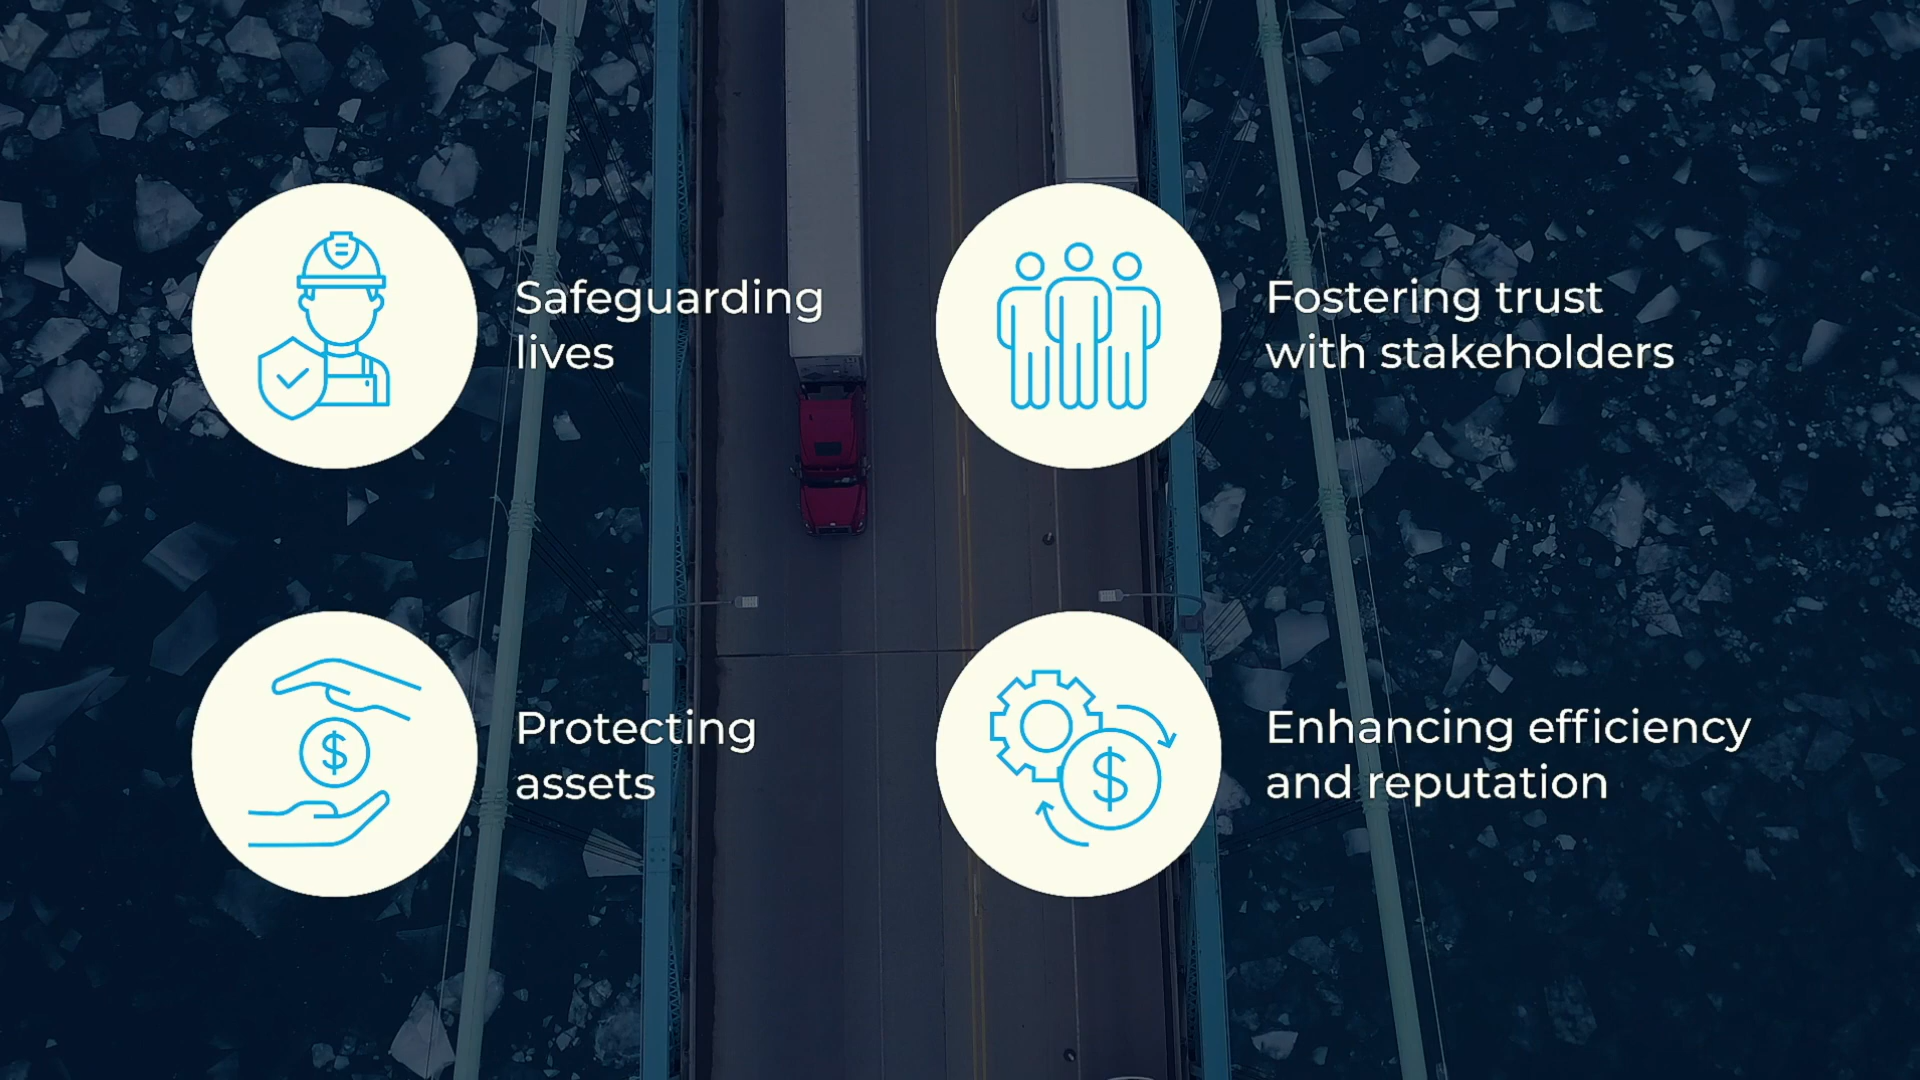 Safeguarding
lives
Fostering trust
with stakeholders
$
Protecting
assets
$
Enhancing efficiency
and reputation